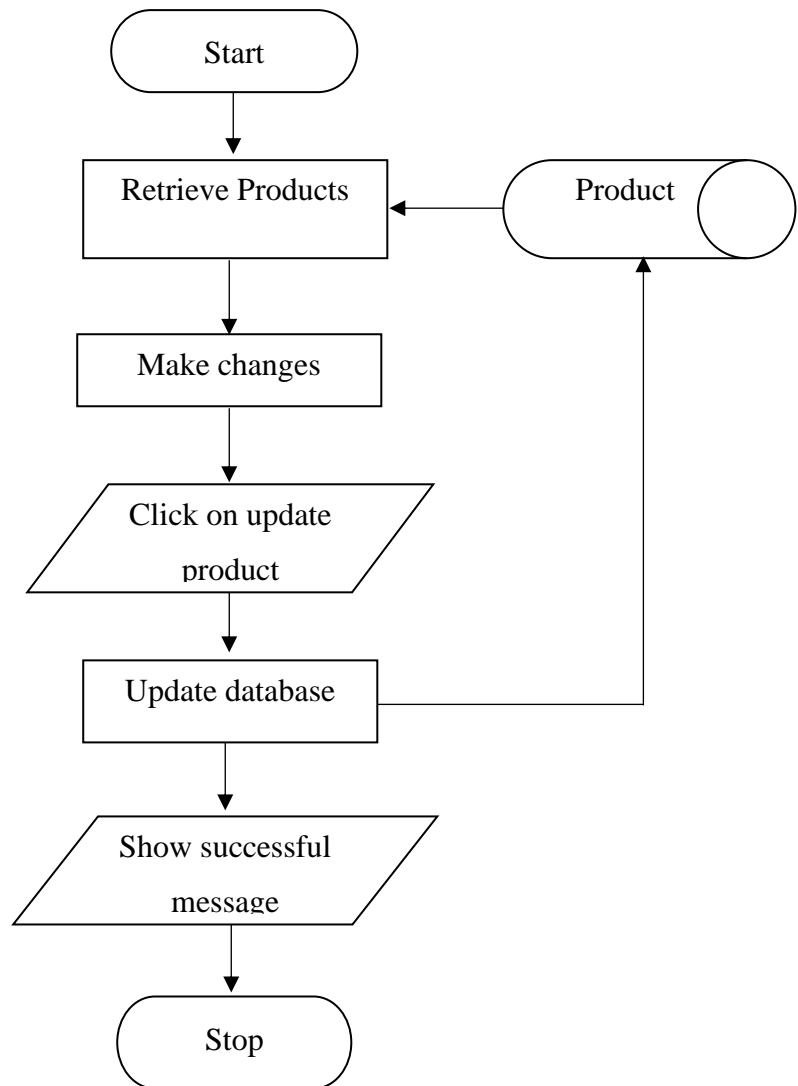 Start
Retrieve Products
Product
Make changes
Click on update
product
Update database
Show successful
message
Stop